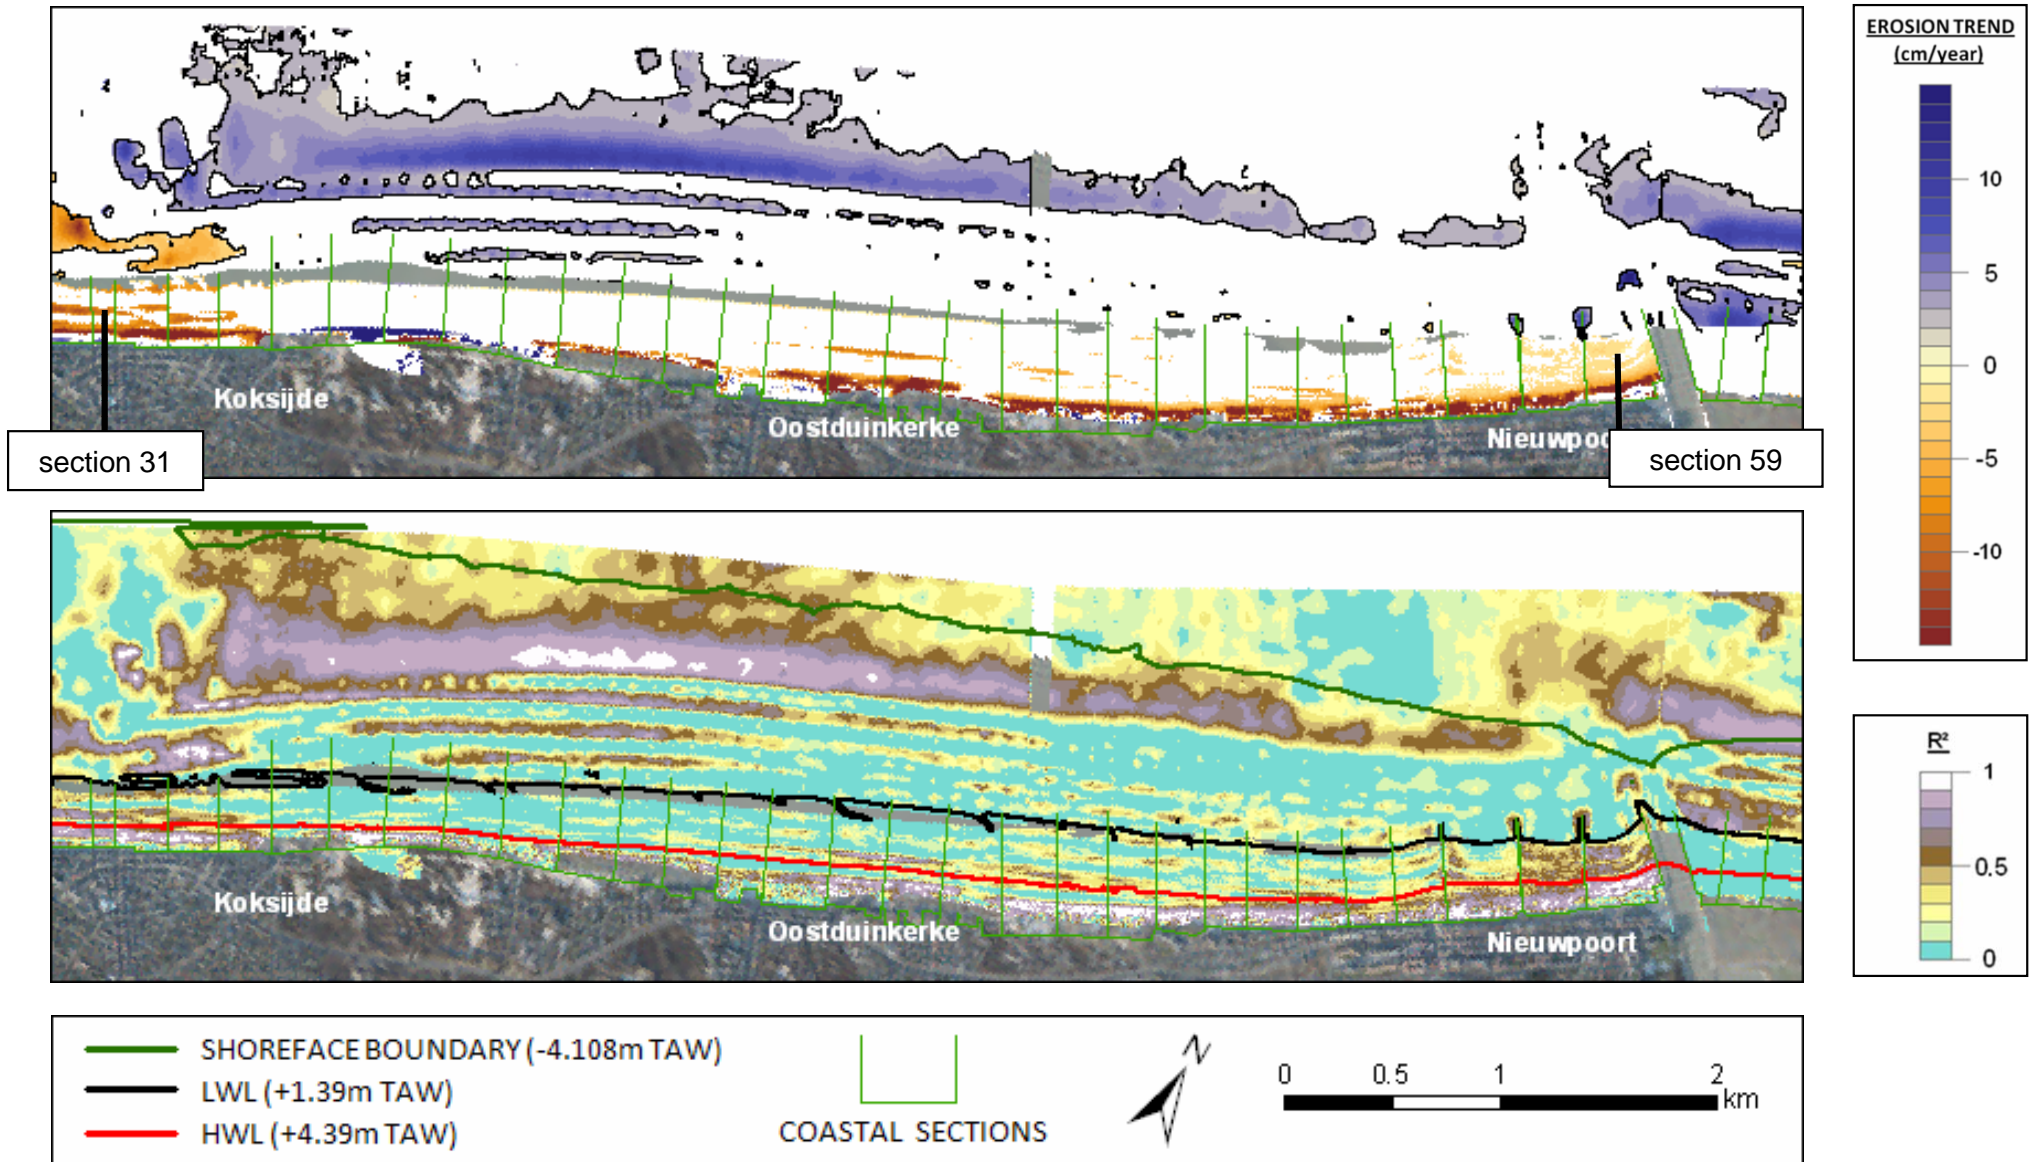 EROSION TREND
(cm/year)
10
5
0
-5
-10
Koksijde
Oostduinkerke
Nieuwpoo
section 31
section 59
Koksijde
Oostduinkerke
Nieuwpoort
R²
1
0.5
0
SHOREFACE BOUNDARY (-4.108m TAW)
LWL (+1.39m TAW)
HWL (+4.39m TAW)
COASTAL SECTIONS
N
0 0.5 1 2
km